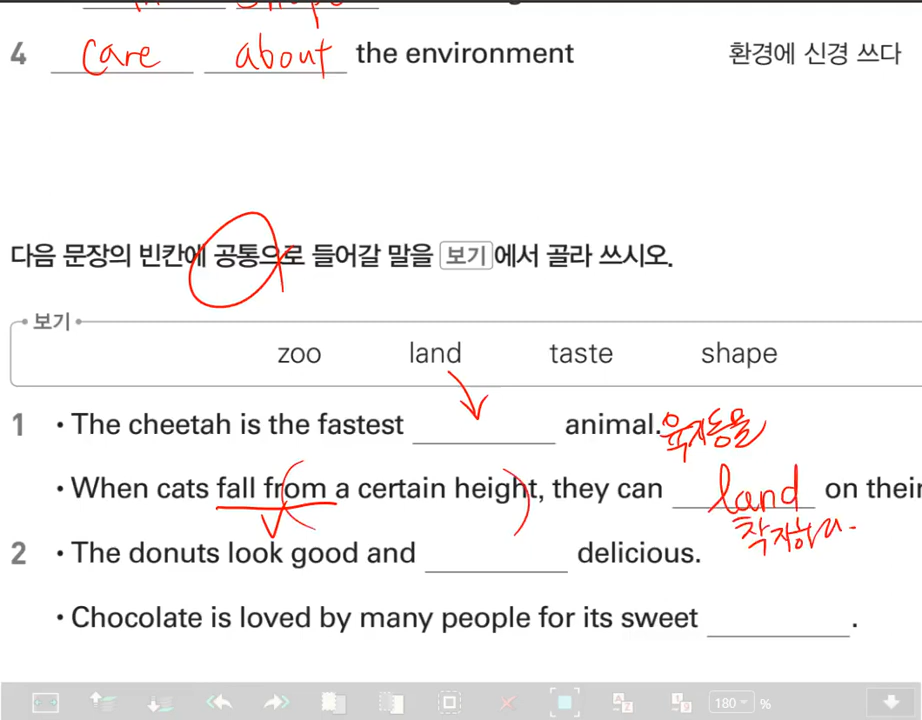 in shape
4 care about the environment 환경에 신경 쓰다
다음 문장의 빈칸에 공통으로 들어갈 말을 보기 에서 골라 쓰시오.
보기
zoo land taste shape
1 • The cheetah is the fastest animal. 육지동물
• When cats fall from a certain height, they can land on their
착지하다.
2 • The donuts look good and delicious.
• Chocolate is loved by many people for its sweet .
180 %